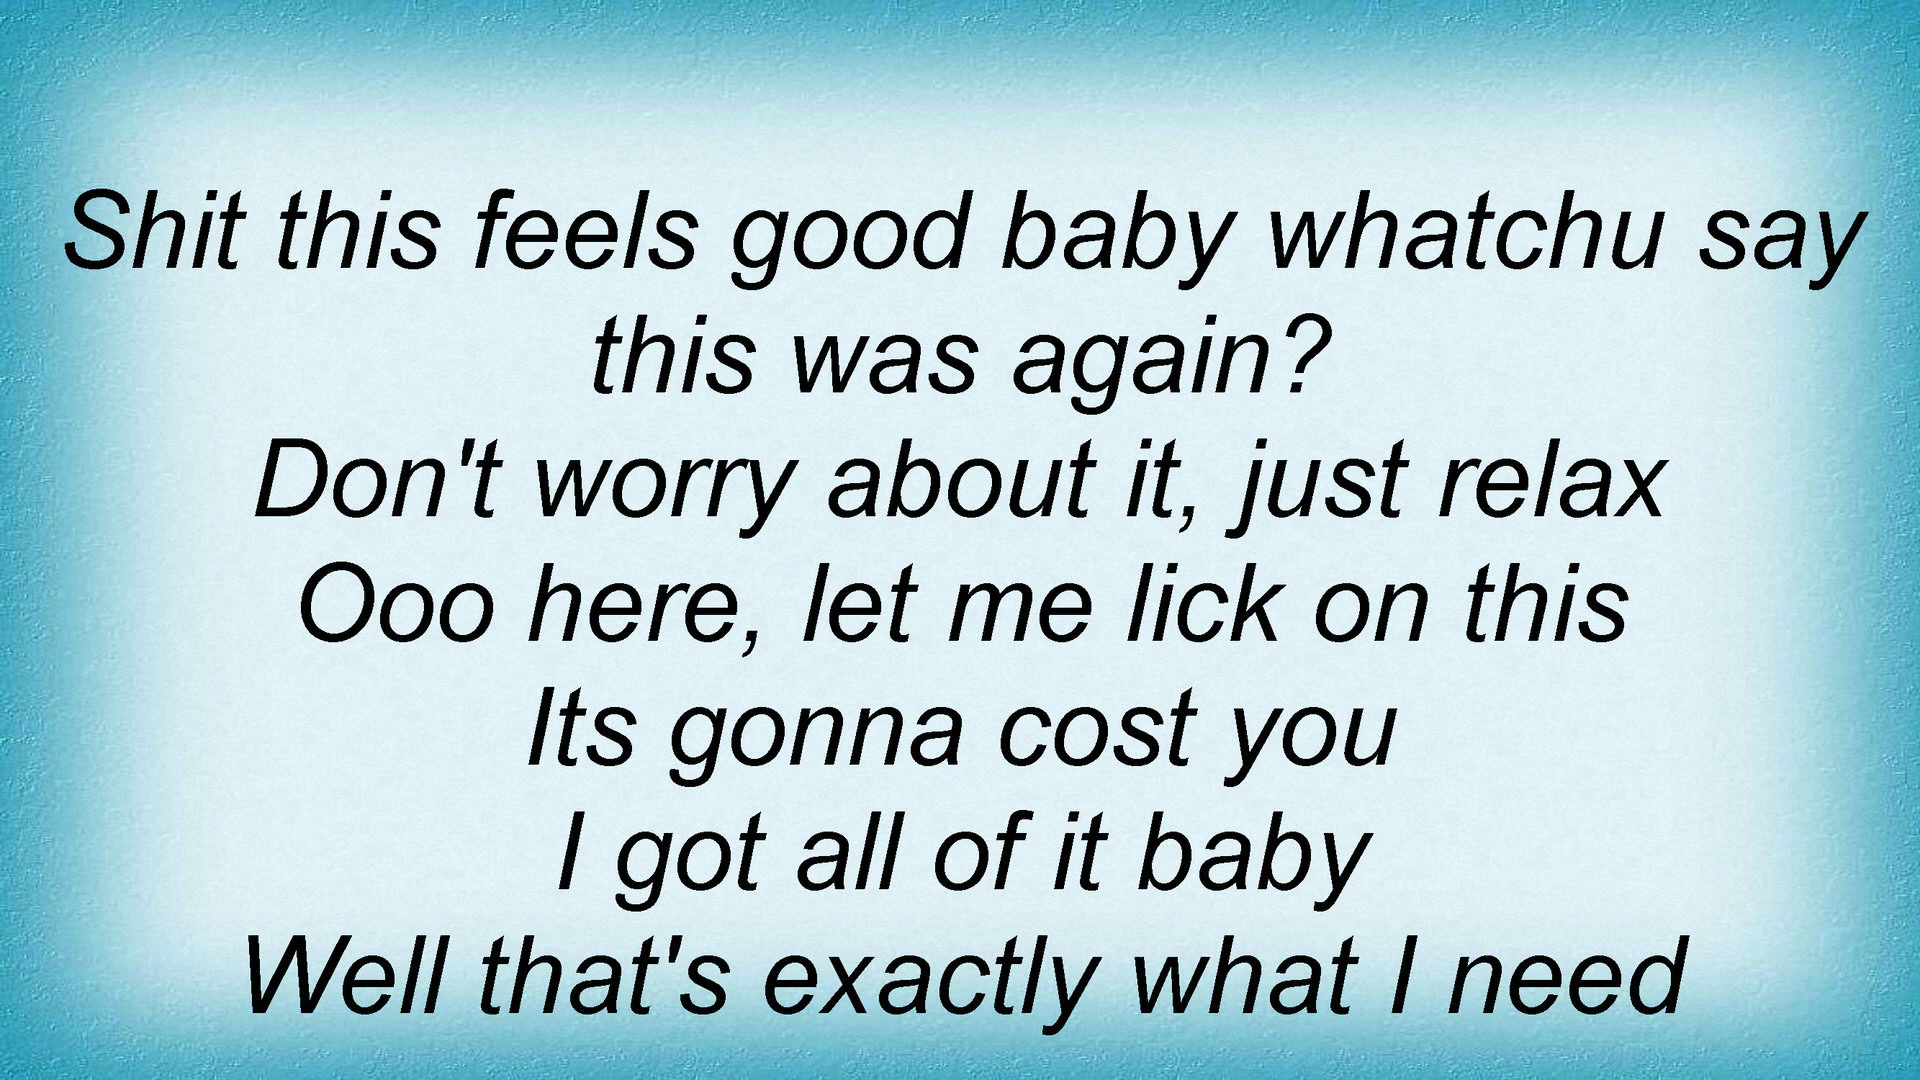 Shit this feels good baby whatchu say
this was again?
Don't worry about it, just relax
Ooo here, let me lick on this
Its gonna cost you
I got all of it baby
Well that's exactly what I need